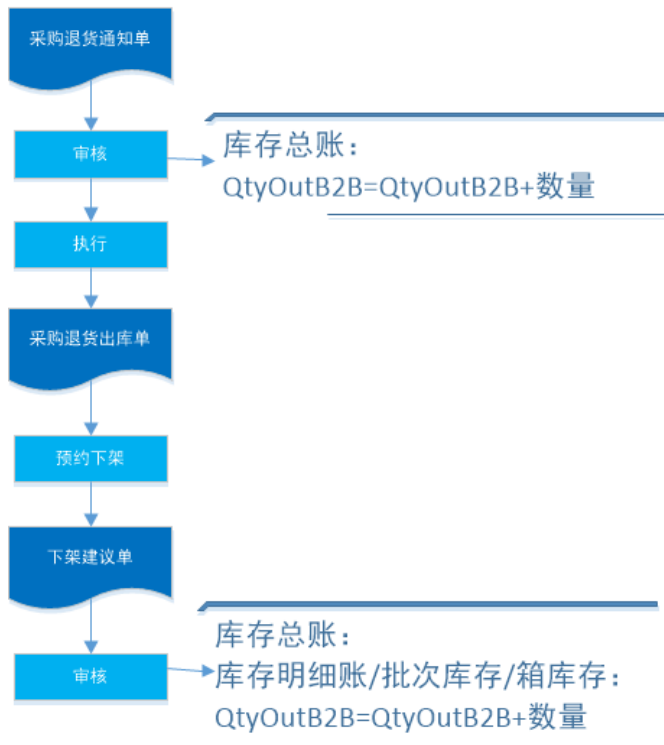 采购退货通知单
审核
库存总账：
QtyOutB2B=QtyOutB2B+数量
执行
采购退货出库单
预约下架
下架建议单
审核
库存总账：
库存明细账/批次库存/箱库存：
QtyOutB2B=QtyOutB2B+数量